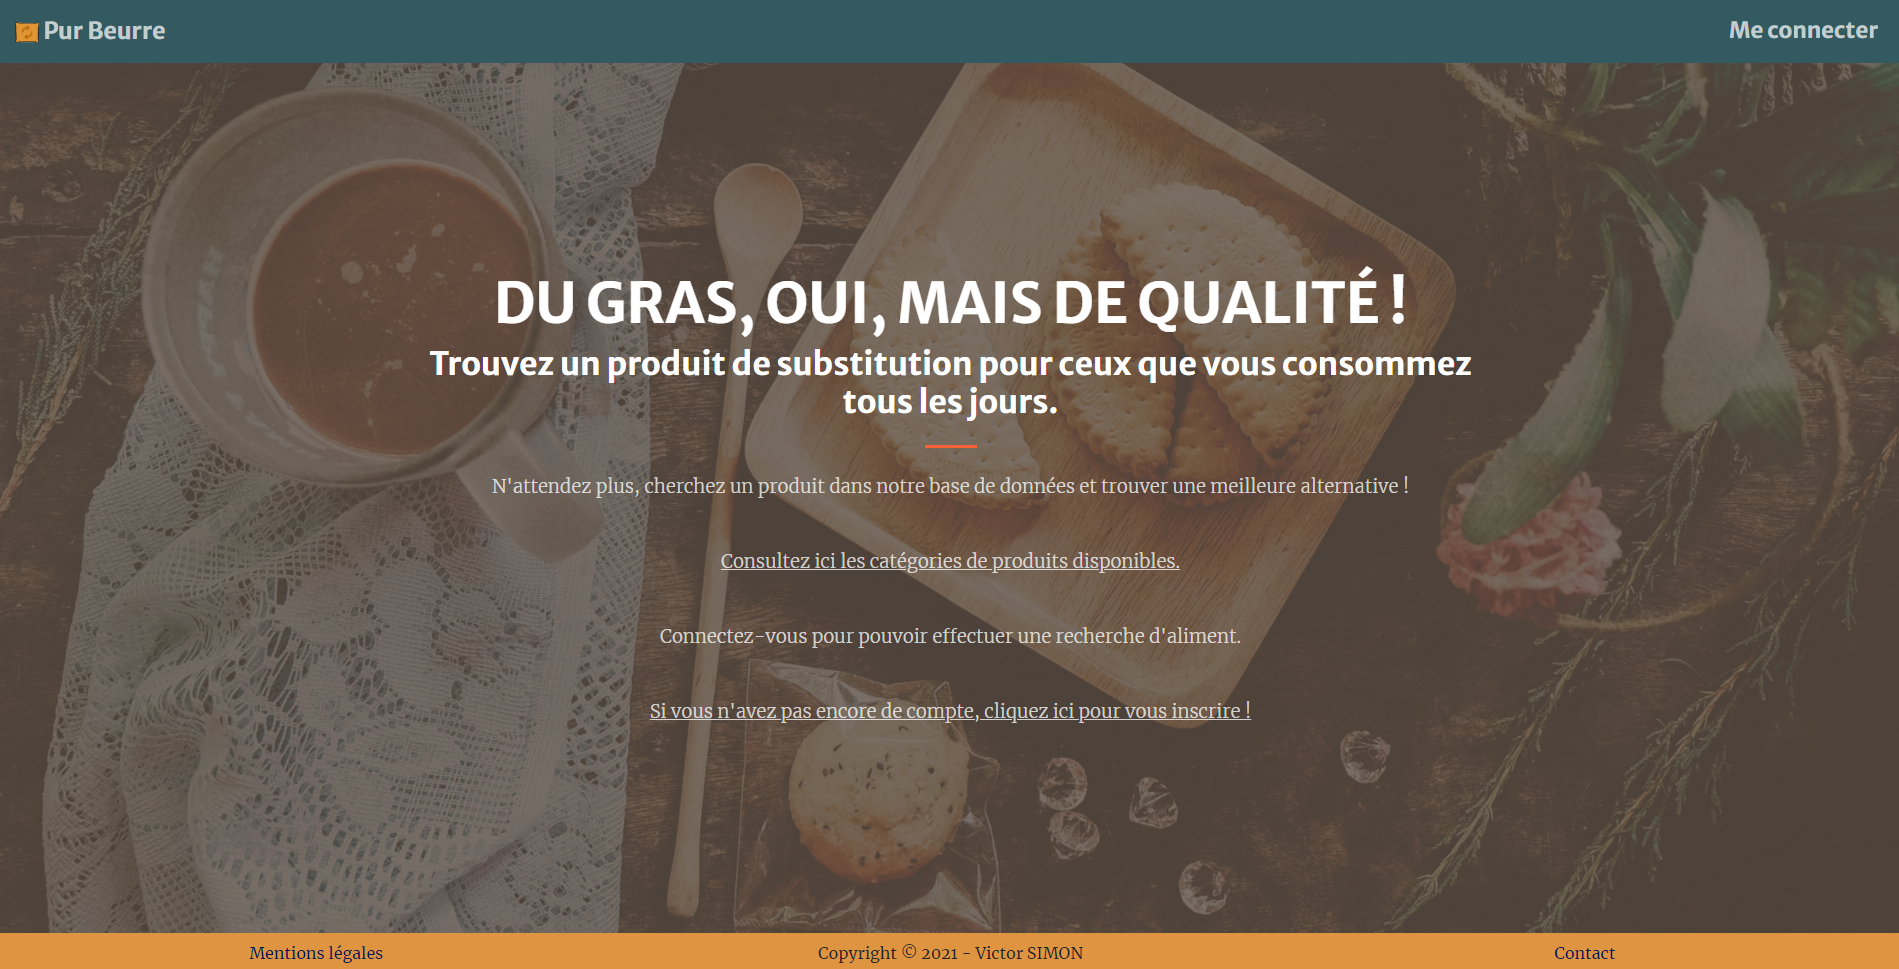 Pur Beurre
Me connecter
DU GRAS, OUI, MAIS DE QUALITÉ !
Trouvez un produit de substitution pour ceux que vous consommez
tous les jours.
N'attendez plus, cherchez un produit dans notre base de données et trouver une meilleure alternative !
Consultez ici les catégories de produits disponibles.
Connectez-vous pour pouvoir effectuer une recherche d'aliment.
Si vous n'avez pas encore de compte, cliquez ici pour vous inscrire !
Mentions légales
Copyright © 2021 - Victor SIMON
Contact